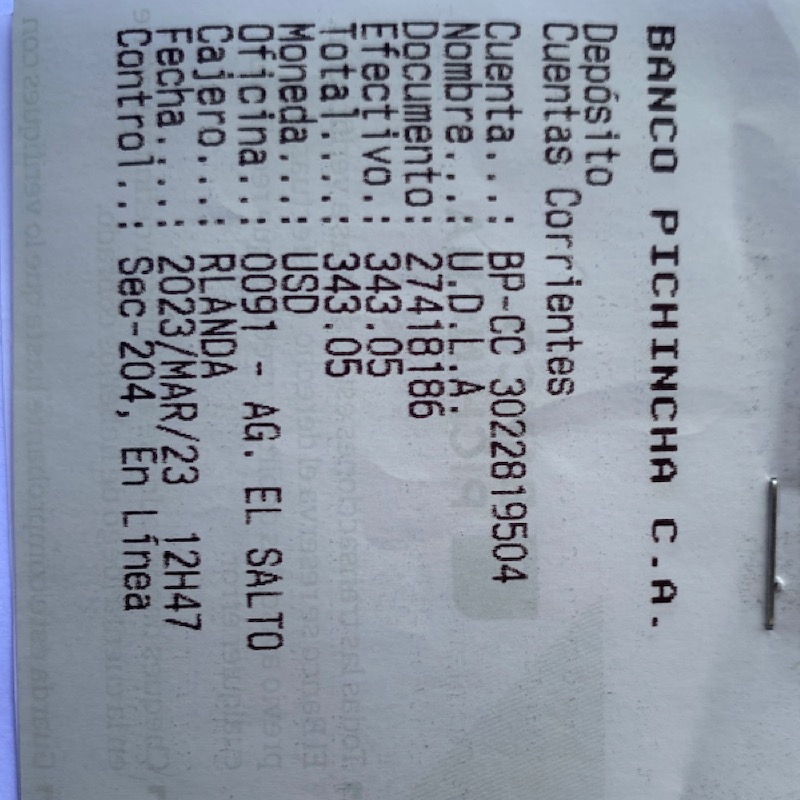 BANCO PICHINCHA C.A.
Depósito
Cuentas Corrientes
Cuenta...: BP-CC 3022819504
Nombre...: U.D.L.A.
Documento: 27418186
Efectivo.: 343.05
Total....: 343.05
Moneda...: USD
Oficina..: 0091 - AG. EL SALTO
Cajero...: RLANDA
Fecha....: 2023/MAR/23 12H47
Control..: Sec-204, En Línea